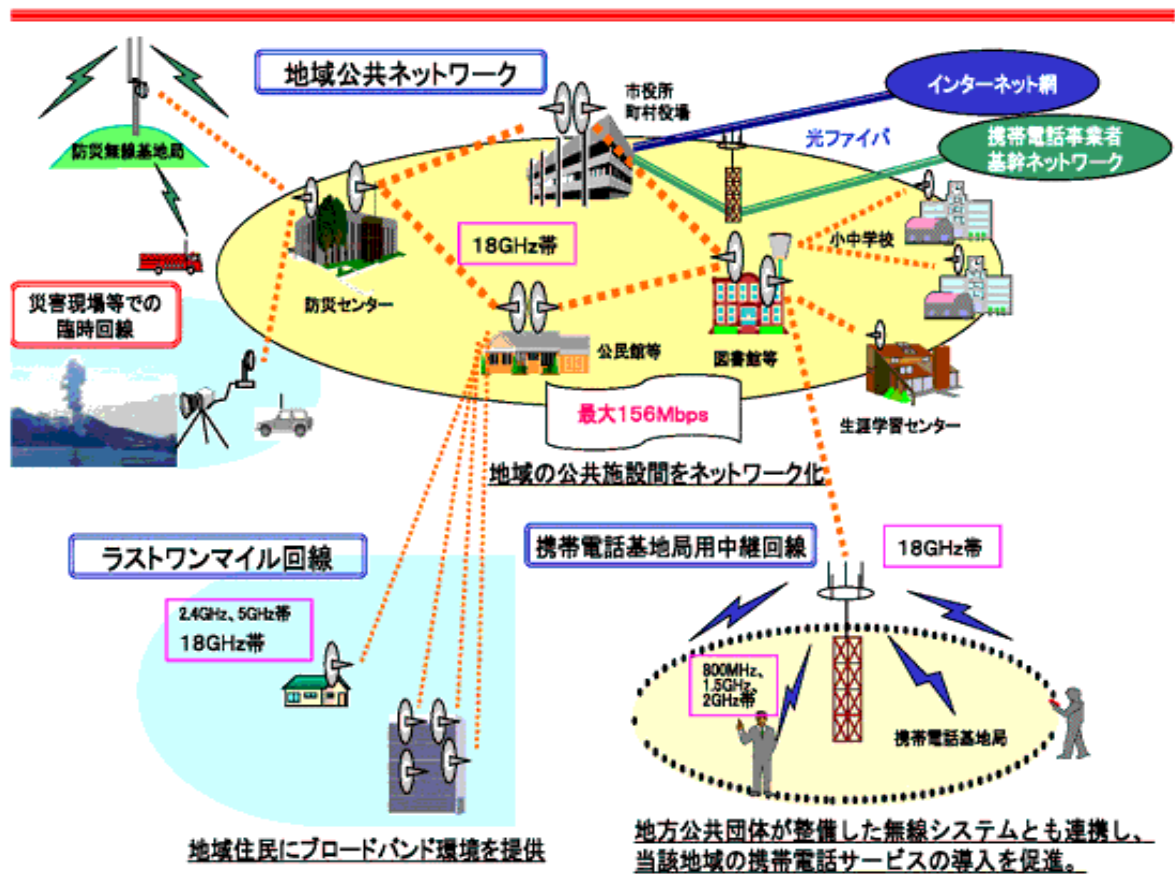 地域公共ネットワーク
市役所
町村役場
インターネット網
光ファイバ
携帯電話事業者
基幹ネットワーク
防災無線基地局
18GHz帯
小中学校
災害現場等での
臨時回線
防災センター
公民館等
図書館等
最大156Mbps
生涯学習センター
地域の公共施設間をネットワーク化
ラストワンマイル回線
携帯電話基地局用中継回線
18GHz帯
2.4GHz、5GHz帯
18GHz帯
800MHz、
1.5GHz、
2GHz帯
携帯電話基地局
地域住民にブロードバンド環境を提供
地方公共団体が整備した無線システムとも連携し、
当該地域の携帯電話サービスの導入を促進。